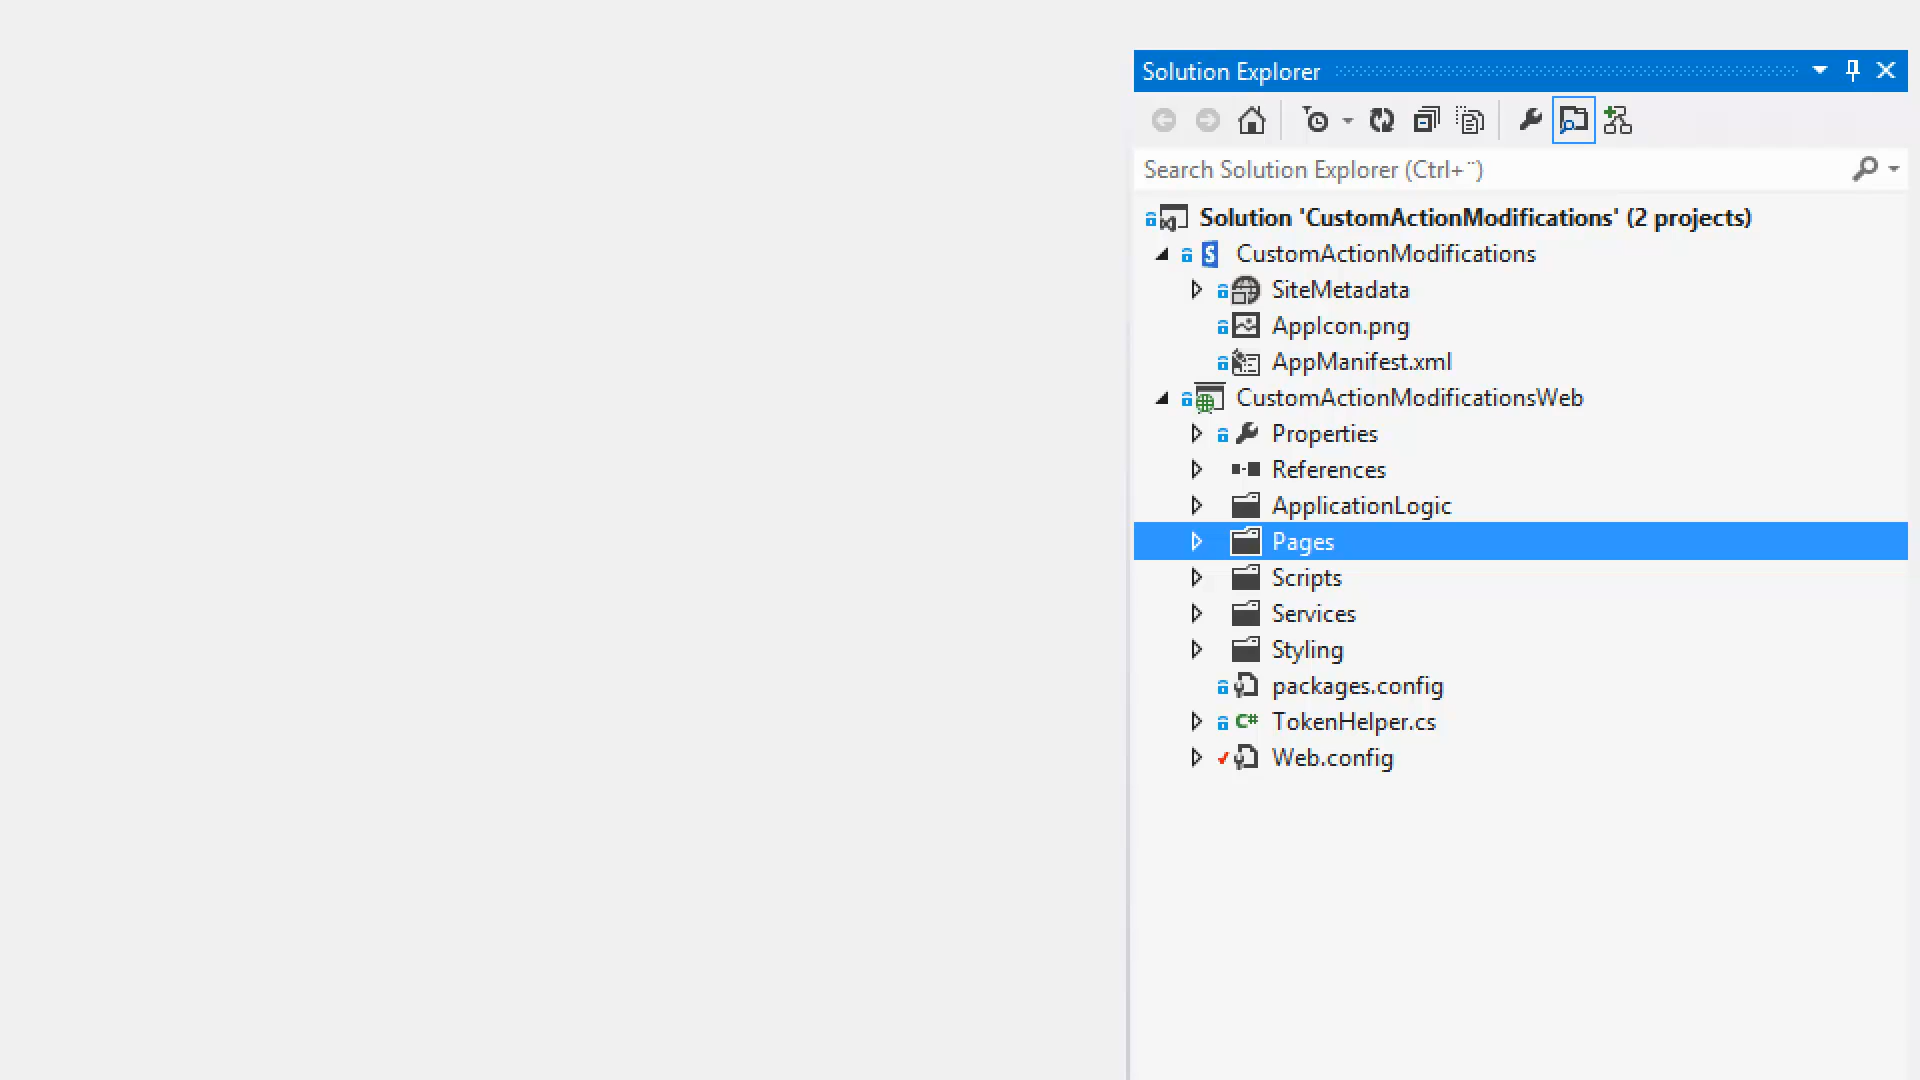 Solution Explorer
Search Solution Explorer (Ctrl+¨)
Solution 'CustomActionModifications' (2 projects)
CustomActionModifications
SiteMetadata
AppIcon.png
AppManifest.xml
CustomActionModificationsWeb
Properties
References
ApplicationLogic
Pages
Scripts
Services
Styling
packages.config
C# TokenHelper.cs
Web.config